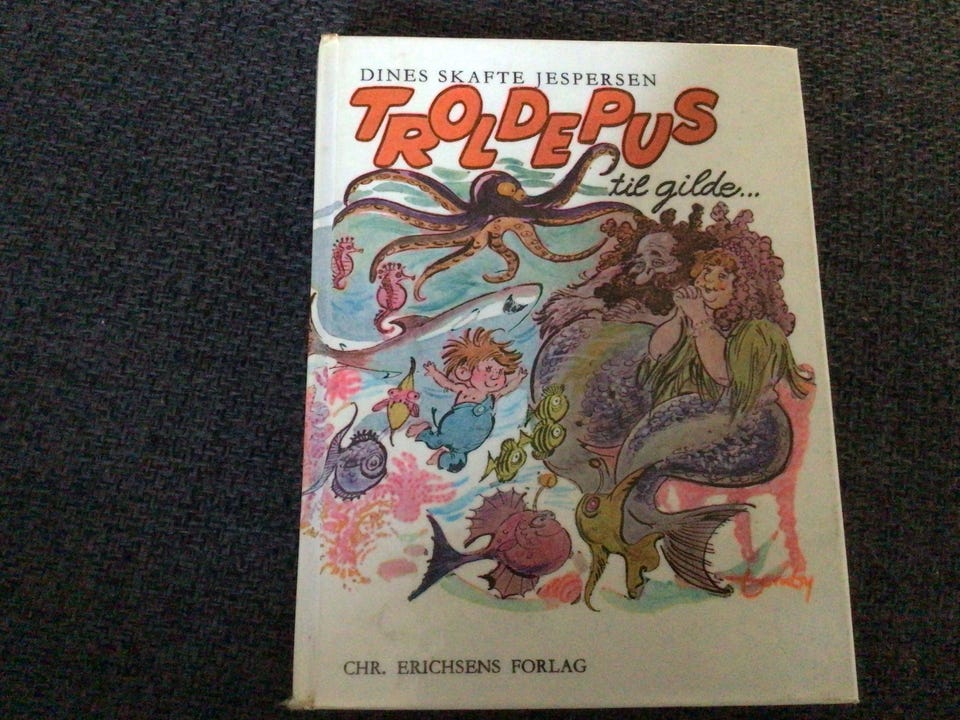 DINES SKAFTE JESPERSEN
TROLDEPUS
til gilde...
CHR. ERICHSENS FORLAG